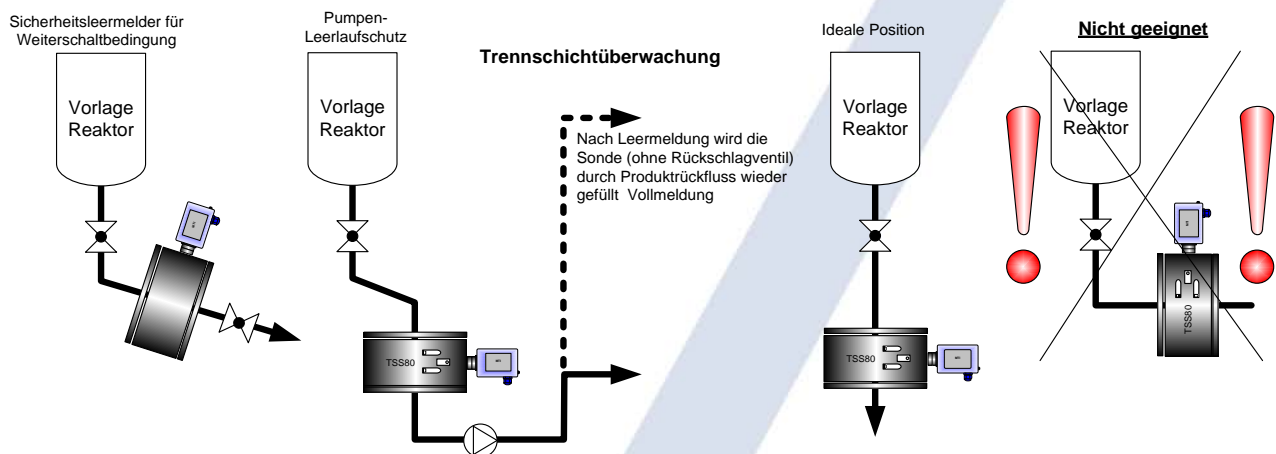 Sicherheitsleermelder für
Weiterschaltbedingung
Vorlage
Reaktor
Pumpen-
Leerlaufschutz
Vorlage
Reaktor
TSS80
Trennschichtüberwachung
Nach Leermeldung wird die
Sonde (ohne Rückschlagventil)
durch Produktrückfluss wieder
gefüllt Vollmeldung
Ideale Position
Vorlage
Reaktor
TSS80
Nicht geeignet
Vorlage
Reaktor
TSS80